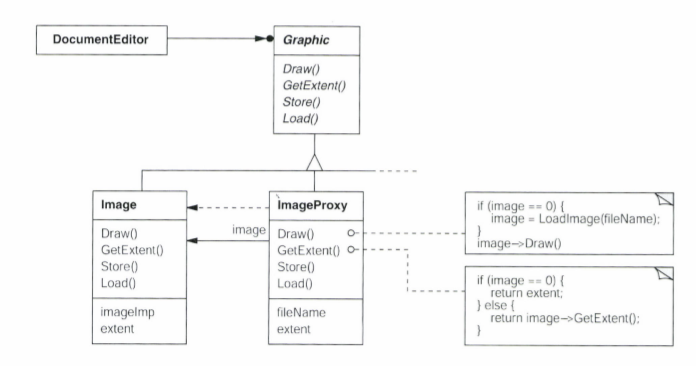 DocumentEditor
Graphic
Draw()
GetExtent()
Store()
Load()
Image
Draw()
GetExtent()
Store()
Load()
imageImp
extent
image
ImageProxy
Draw()
GetExtent()
Store()
Load()
fileName
extent
if (image == 0) {
image = LoadImage(fileName);
}
image->Draw()
if (image == 0) {
return extent;
} else {
return image->GetExtent();
}